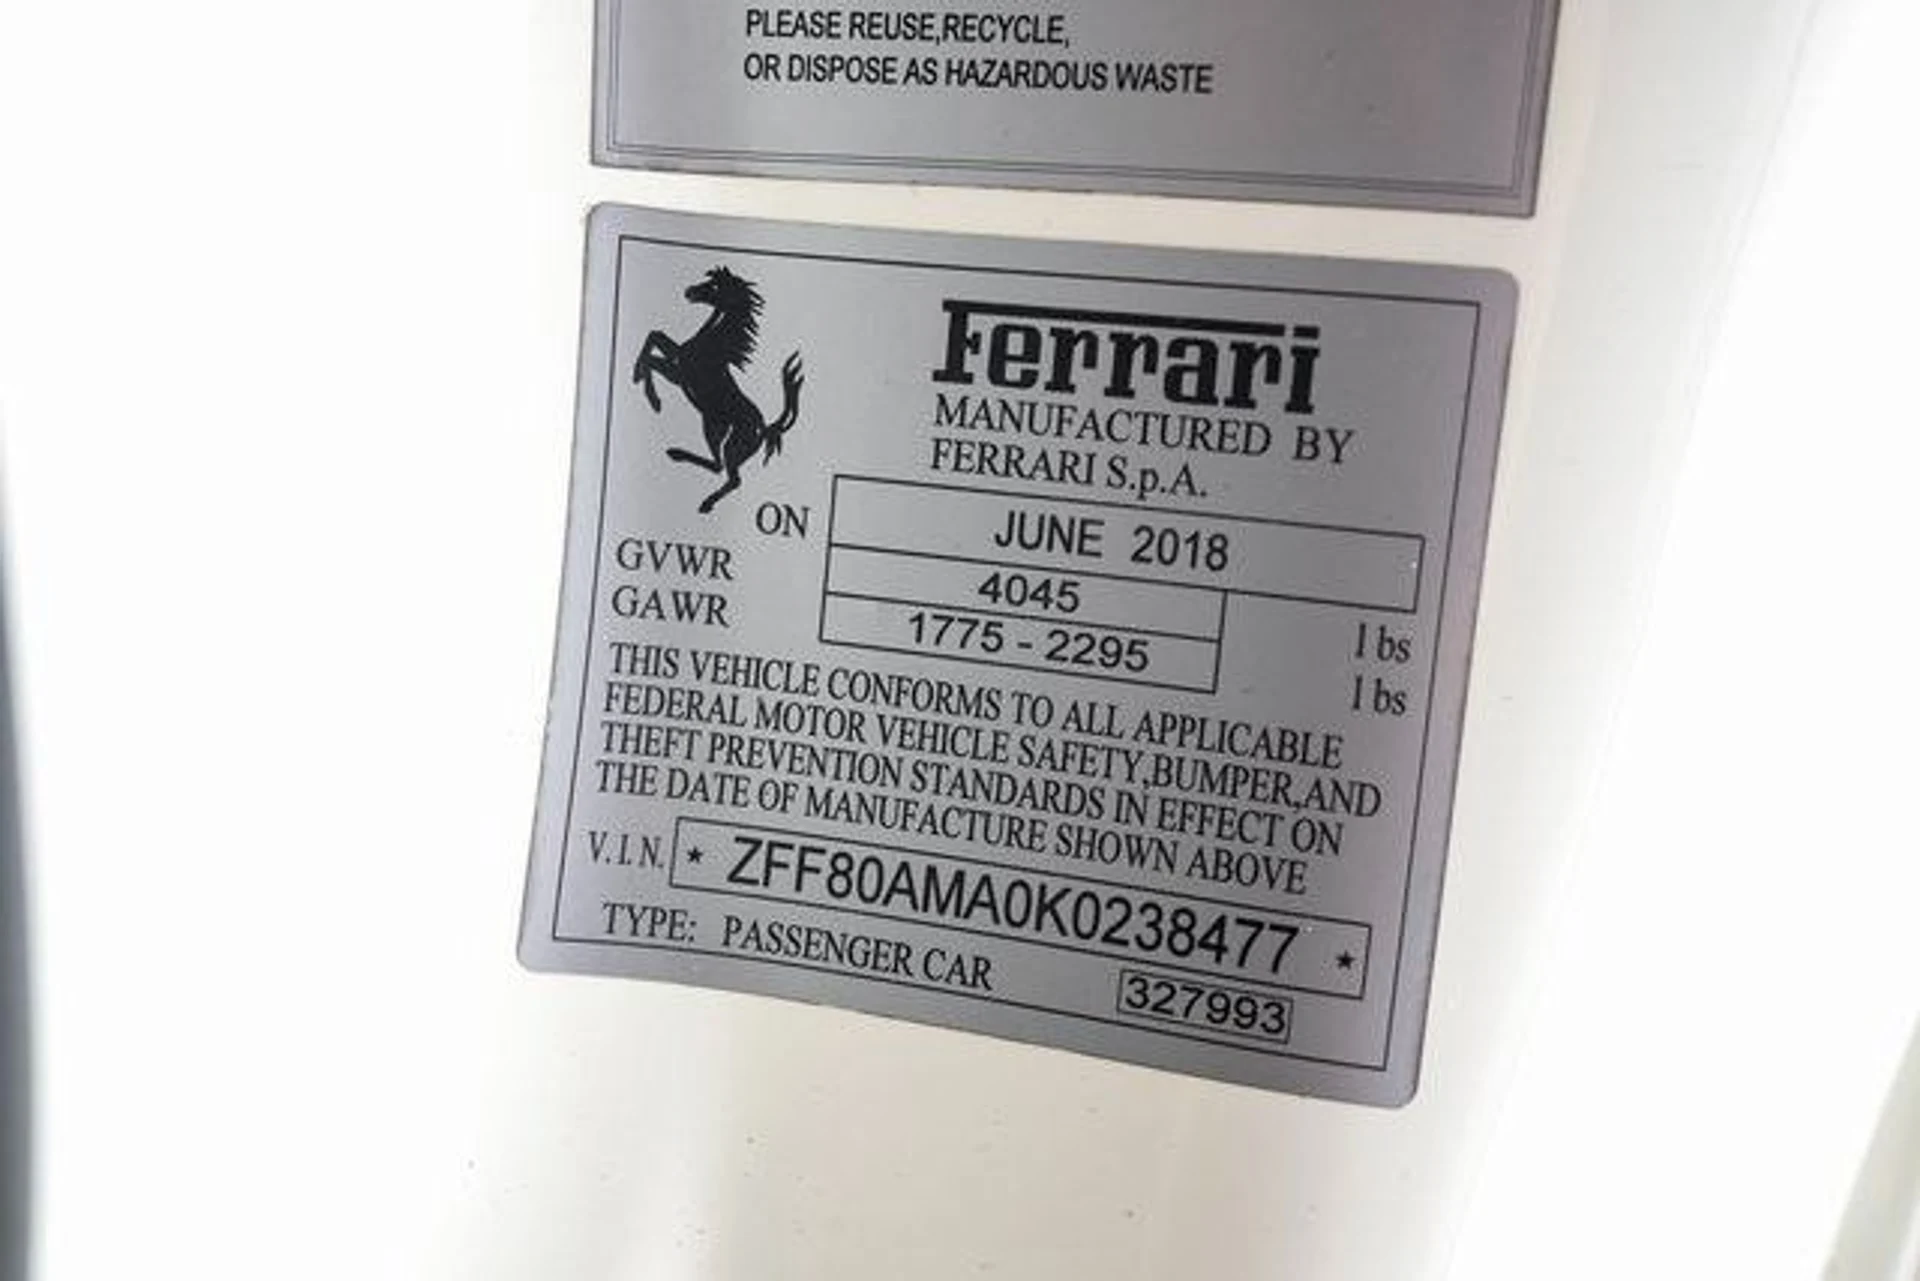 PLEASE REUSE,RECYCLE,
OR DISPOSE AS HAZARDOUS WASTE
Ferrari
MANUFACTURED BY
FERRARI S.p.A.
ON JUNE 2018
GVWR 4045 lbs
GAWR 1775 - 2295 lbs
THIS VEHICLE CONFORMS TO ALL APPLICABLE
FEDERAL MOTOR VEHICLE SAFETY,BUMPER,AND
THEFT PREVENTION STANDARDS IN EFFECT ON
THE DATE OF MANUFACTURE SHOWN ABOVE
V.I.N. ★ ZFF80AMA0K0238477 ★
TYPE: PASSENGER CAR 327993